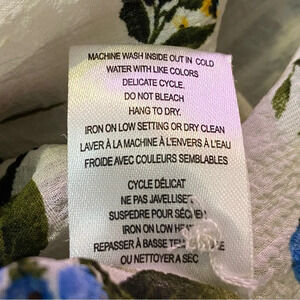 MACHINE WASH INSIDE OUT IN COLD
WATER WITH LIKE COLORS
DELICATE CYCLE.
DO NOT BLEACH
HANG TO DRY.
IRON ON LOW SETTING OR DRY CLEAN
LAVER À LA MACHINE À L'ENVERS À L'EAU
FROIDE AVEC COULEURS SEMBLABLES
CYCLE DÉLICAT
NE PAS JAVELLISET
SUSPEDRE POUR
IRON ON LOW
REPASSER À BASSE
OU NETTOYER A SEC